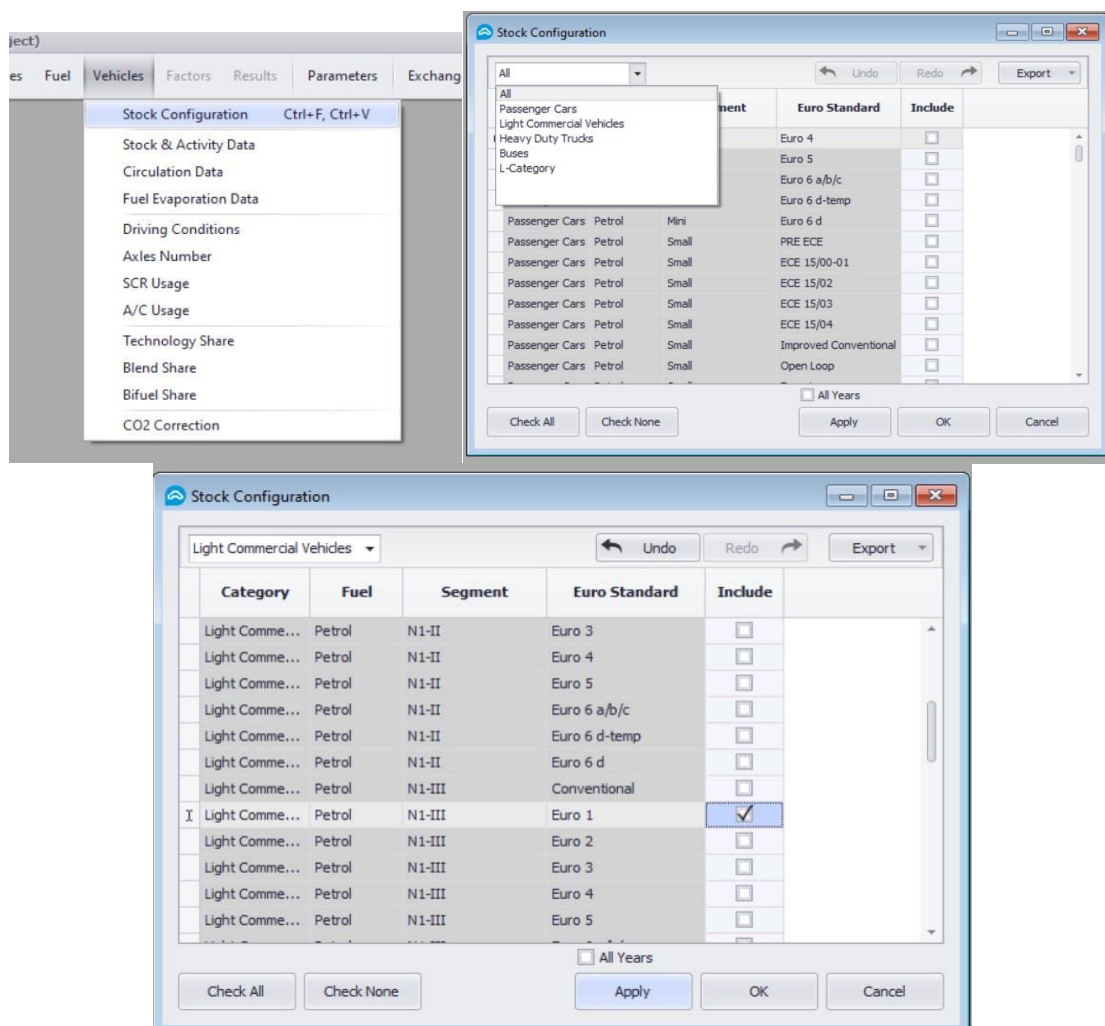 ject)
es Fuel Vehicles Factors Results Parameters Exchang
Stock Configuration Ctrl+F, Ctrl+V
Stock & Activity Data
Circulation Data
Fuel Evaporation Data
Driving Conditions
Axles Number
SCR Usage
A/C Usage
Technology Share
Blend Share
Bifuel Share
CO2 Correction
Stock Configuration
All Undo Redo Export
All
Passenger Cars
Light Commercial Vehicles
Heavy Duty Trucks
Buses
L-Category
ment Euro Standard Include
Euro 4
Euro 5
Euro 6 a/b/c
Euro 6 d-temp
Passenger Cars Petrol Mini Euro 6 d
Passenger Cars Petrol Small PRE ECE
Passenger Cars Petrol Small ECE 15/00-01
Passenger Cars Petrol Small ECE 15/02
Passenger Cars Petrol Small ECE 15/03
Passenger Cars Petrol Small ECE 15/04
Passenger Cars Petrol Small Improved Conventional
Passenger Cars Petrol Small Open Loop
All Years
Check All Check None Apply OK Cancel
Stock Configuration
Light Commercial Vehicles Undo Redo Export
Category Fuel Segment Euro Standard Include
Light Comme... Petrol N1-II Euro 3
Light Comme... Petrol N1-II Euro 4
Light Comme... Petrol N1-II Euro 5
Light Comme... Petrol N1-II Euro 6 a/b/c
Light Comme... Petrol N1-II Euro 6 d-temp
Light Comme... Petrol N1-II Euro 6 d
Light Comme... Petrol N1-III Conventional
Light Comme... Petrol N1-III Euro 1
Light Comme... Petrol N1-III Euro 2
Light Comme... Petrol N1-III Euro 3
Light Comme... Petrol N1-III Euro 4
Light Comme... Petrol N1-III Euro 5
All Years
Check All Check None Apply OK Cancel